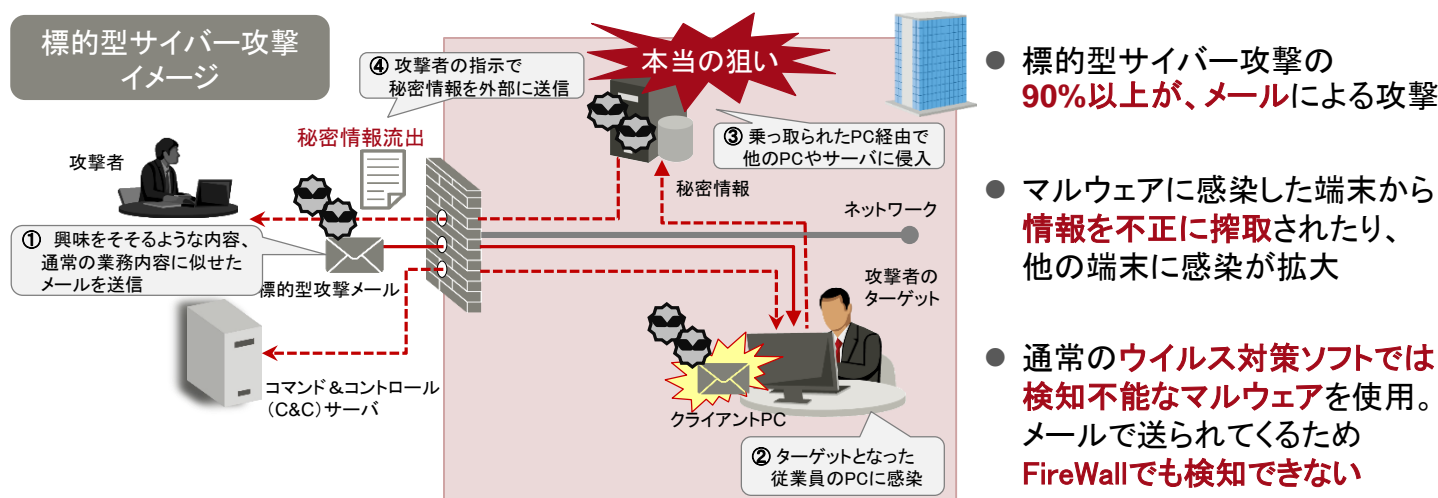 標的型サイバー攻撃
イメージ
④ 攻撃者の指示で
秘密情報を外部に送信
本当の狙い
秘密情報流出
攻撃者
③ 乗っ取られたPC経由で
他のPCやサーバに侵入
秘密情報
ネットワーク
① 興味をそそるような内容、
通常の業務内容に似せた
メールを送信
標的型攻撃メール
攻撃者の
ターゲット
コマンド&コントロール
(C&C)サーバ
クライアントPC
② ターゲットとなった
従業員のPCに感染
● 標的型サイバー攻撃の
90%以上が、メールによる攻撃
● マルウェアに感染した端末から
情報を不正に搾取されたり、
他の端末に感染が拡大
● 通常のウイルス対策ソフトでは
検知不能なマルウェアを使用。
メールで送られてくるため
FireWallでも検知できない